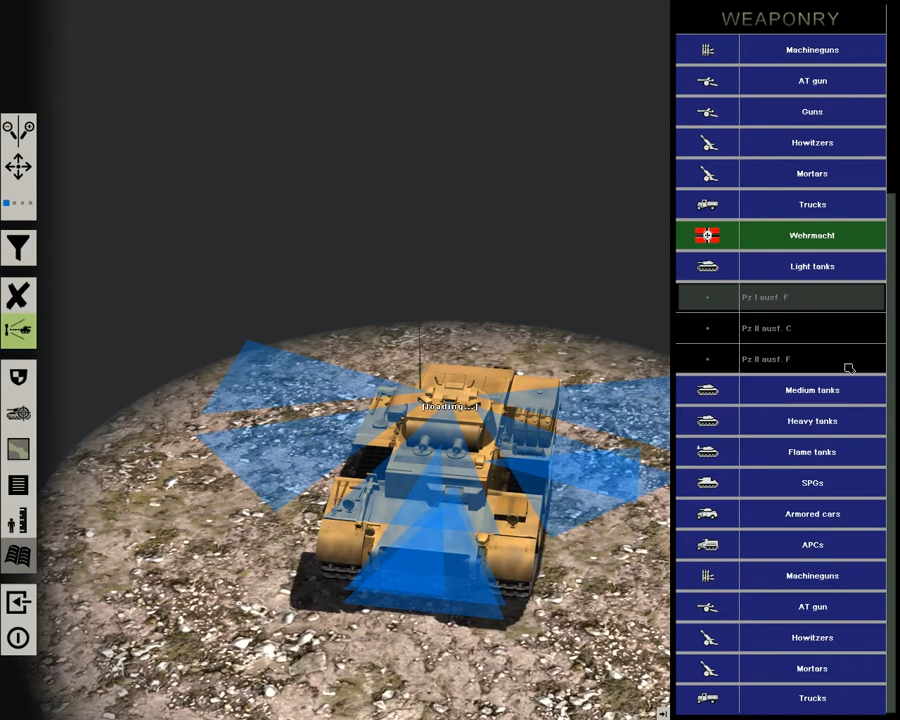 WEAPONRY
Machineguns
AT gun
Guns
Howitzers
Mortars
Trucks
Wehrmacht
Light tanks
Pz I ausf. F
Pz II ausf. C
Pz II ausf. F
[loading...]
Medium tanks
Heavy tanks
Flame tanks
SPGs
Armored cars
APCs
Machineguns
AT gun
Howitzers
Mortars
Trucks